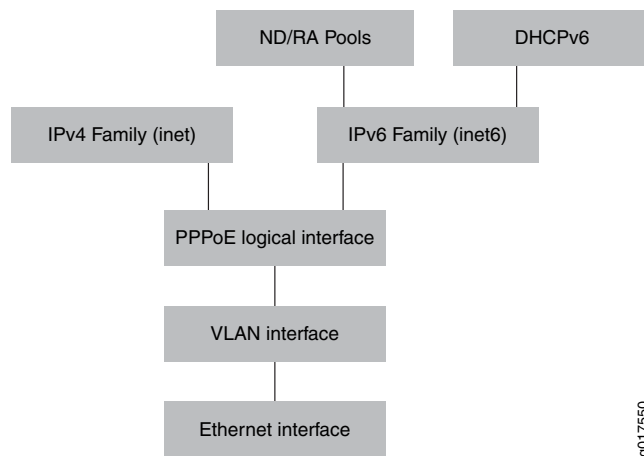 ND/RA Pools
DHCPv6
IPv4 Family (inet)
IPv6 Family (inet6)
PPPoE logical interface
VLAN interface
Ethernet interface
g017550